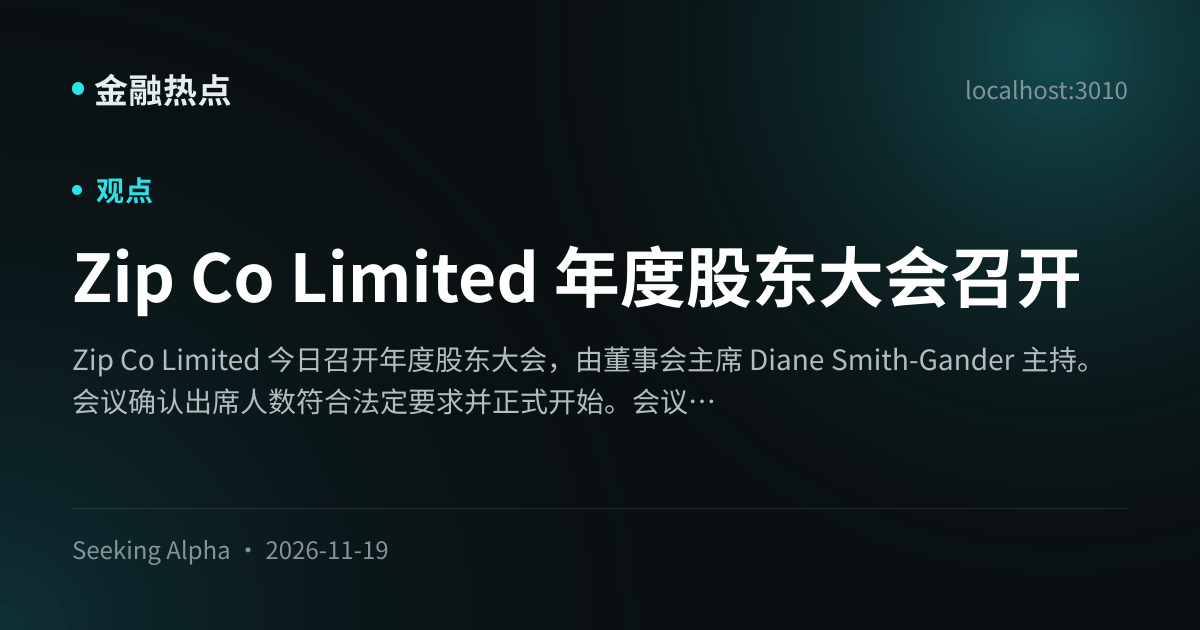 金融热点
localhost:3010
观点
Zip Co Limited 年度股东大会召开
Zip Co Limited 今日召开年度股东大会，由董事会主席 Diane Smith-Gander 主持。
会议确认出席人数符合法定要求并正式开始。会议…
Seeking Alpha · 2026-11-19